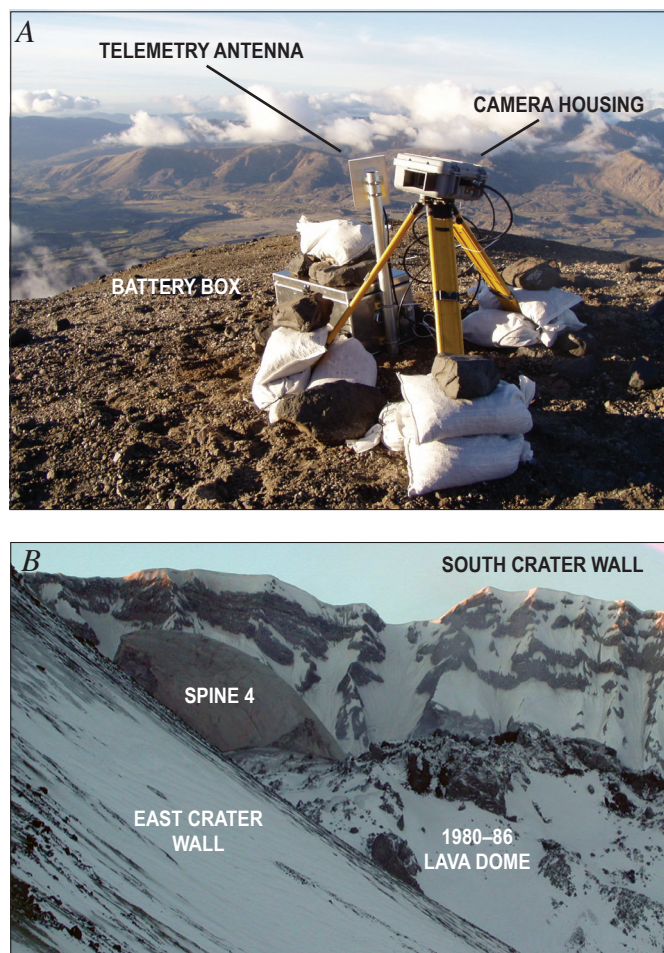 A
TELEMETRY ANTENNA
CAMERA HOUSING
BATTERY BOX
B
SOUTH CRATER WALL
SPINE 4
EAST CRATER
WALL
1980–86
LAVA DOME